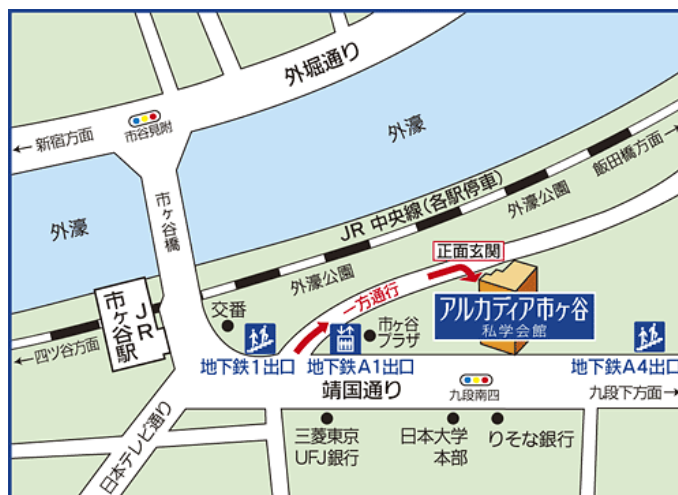 外堀通り
←新宿方面
市谷見附
外濠
飯田橋方面→
外濠
市ヶ谷橋
JR 中央線(各駅停車)
外濠公園
外濠公園
正面玄関
一方通行
アルカディア市ヶ谷
私学会館
JR
市ヶ谷駅
交番
市ヶ谷
プラザ
←四ツ谷方面
地下鉄1出口
地下鉄A1出口
地下鉄A4出口
靖国通り
九段南四
九段下方面→
日本テレビ通り
三菱東京
UFJ銀行
日本大学
本部
りそな銀行